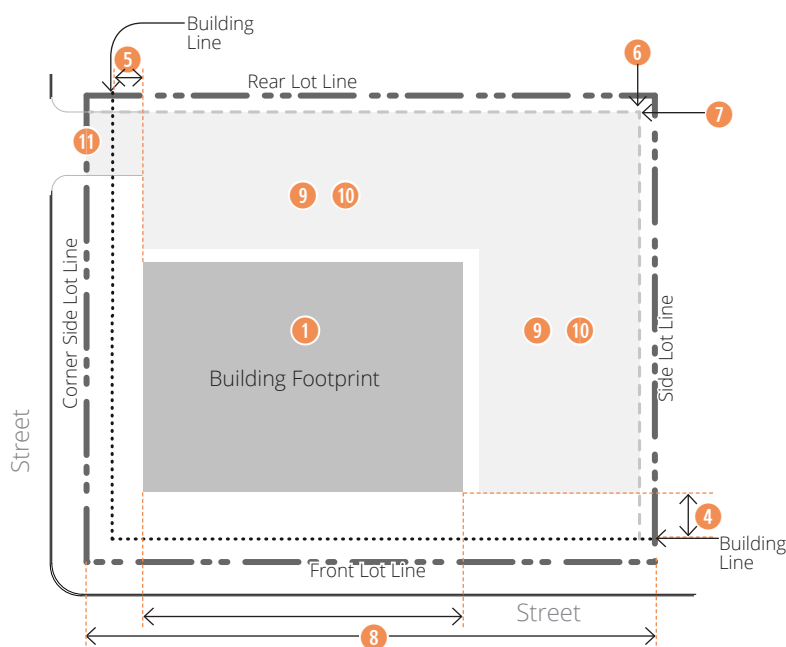 Building
Line
5
6
Rear Lot Line
7
11
9 10
Corner Side Lot Line
1
9 10
Side Lot Line
Building Footprint
Street
4
Building
Line
Front Lot Line
Street
8